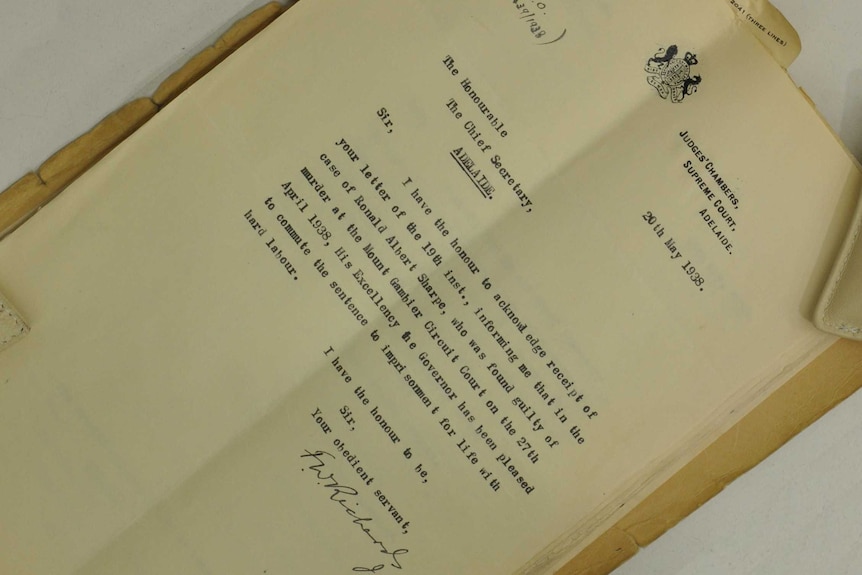 2041 (THREE LINES)
JUDGES' CHAMBERS,
SUPREME COURT,
ADELAIDE.
20th May 1938.
The Honourable
The Chief Secretary,
ADELAIDE.
Sir,
I have the honour to acknowledge receipt of
your letter of the 19th inst., informing me that in the
case of Ronald Albert Sharpe, who was found guilty of
murder at the Mount Gambier Circuit Court on the 27th
April 1938, His Excellency the Governor has been pleased
to commute the sentence to imprisonment for life with
hard labour.
I have the honour to be,
Sir,
Your obedient servant,
F.W. Richards
J